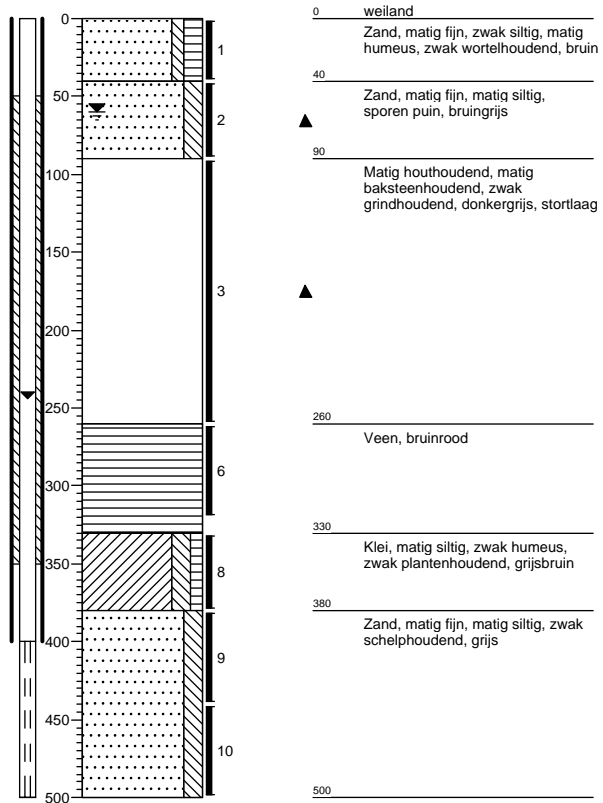 0
50
100
150
200
250
300
350
400
450
500
1
2
3
6
8
9
10
0 weiland
Zand, matig fijn, zwak siltig, matig
humeus, zwak wortelhoudend, bruin
40
Zand, matig fijn, matig siltig,
sporen puin, bruingrijs
90
Matig houthoudend, matig
baksteenhoudend, zwak
grindhoudend, donkergrijs, stortlaag
260
Veen, bruinrood
330
Klei, matig siltig, zwak humeus,
zwak plantenhoudend, grijsbruin
380
Zand, matig fijn, matig siltig, zwak
schelphoudend, grijs
500